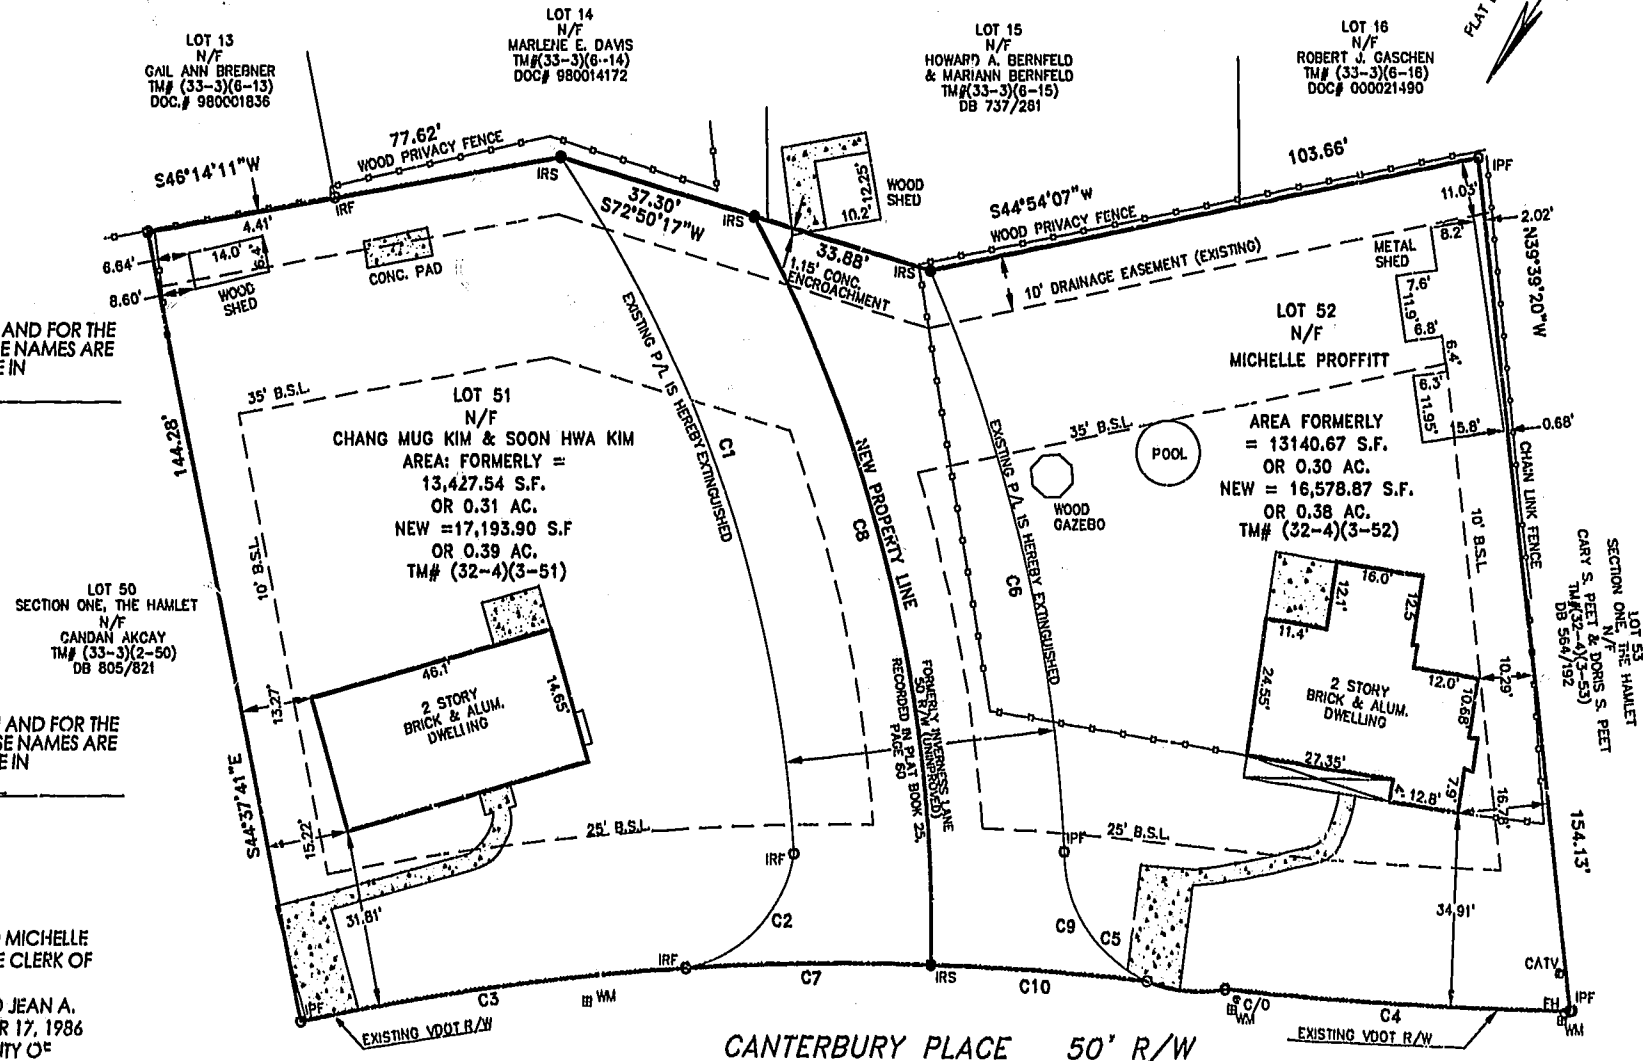 LOT 13
N/F
GAIL ANN BREBNER
TM# (33-3)(6-13)
DOC.# 980001836
LOT 14
N/F
MARLENE E. DAVIS
TM#(33-3)(6--14)
DOC# 980014172
LOT 15
N/F
HOWARD A. BERNFELD
& MARIANN BERNFELD
TM#(33-3)(6-15)
DB 737/281
LOT 16
N/F
ROBERT J. GASCHEN
TM# (33-3)(6-16)
DOC# 000021490
PLAT
S46°14'11"W
77.62'
WOOD PRIVACY FENCE
IRS
IRF
4.41'
37.30'
S72°50'17"W
IRS
WOOD
SHED
10.2'
12.25'
33.88'
1.15' CONC.
ENCROACHMENT
IRS
S44°54'07"W
WOOD PRIVACY FENCE
103.66'
IPF
11.03'
2.02'
8.2'
N39°39'20"W
METAL
SHED
10' DRAINAGE EASEMENT (EXISTING)
6.64'
14.0'
6.4'
8.60'
WOOD
SHED
CONC. PAD
7.6'
11.9'
6.8'
6.4'
6.3'
11.95'
5.8'
0.68'
AND FOR THE
E NAMES ARE
E IN
144.28'
35' B.S.L.
LOT 51
N/F
CHANG MUG KIM & SOON HWA KIM
AREA: FORMERLY =
13,427.54 S.F.
OR 0.31 AC.
NEW =17,193.90 S.F
OR 0.39 AC.
TM# (32-4)(3-51)
EXISTING P/L IS HEREBY EXTINGUISHED
C1
NEW PROPERTY LINE
C8
EXISTING P/L IS HEREBY EXTINGUISHED
C6
LOT 52
N/F
MICHELLE PROFFITT
AREA FORMERLY
= 13140.67 S.F.
OR 0.30 AC.
NEW = 16,578.87 S.F.
OR 0.38 AC.
TM# (32-4)(3-52)
35' B.S.L.
POOL
WOOD
GAZEBO
CHAIN LINK FENCE
10' B.S.L.
10' B.S.L.
LOT 53
SECTION ONE, THE HAMLET
N/F
CARY S. PEET & DORIS S. PEET
TM#(32-4)(3-53)
DB 564/192
LOT 50
SECTION ONE, THE HAMLET
N/F
CANDAN AKCAY
TM# (33-3)(2-50)
DB 805/821
46.1'
14.65'
2 STORY
BRICK & ALUM.
DWELLING
13.27'
15.22'
FORMERLY INVERNESS LANE
50' R/W (UNIMPROVED)
RECORDED IN PLAT BOOK 25,
PAGE 60
16.0'
12.1'
12.5
11.4'
24.55'
12.0'
10.68'
10.29'
2 STORY
BRICK & ALUM.
DWELLING
27.35'
4'
12.8'
7.9'
16.78'
AND FOR THE
SE NAMES ARE
E IN
S44°37'41"E
25' B.S.L.
25' B.S.L.
154.13'
31.81'
34.91'
IRF
IPF
C2
C9
C5
MICHELLE
E CLERK OF
JEAN A.
R 17, 1986
ITY OF
IPF
C3
IRF
WM
C7
IRS
C10
C/O
WM
C4
CATV
FH
IPF
WM
EXISTING VDOT R/W
EXISTING VDOT R/W
CANTERBURY PLACE 50' R/W